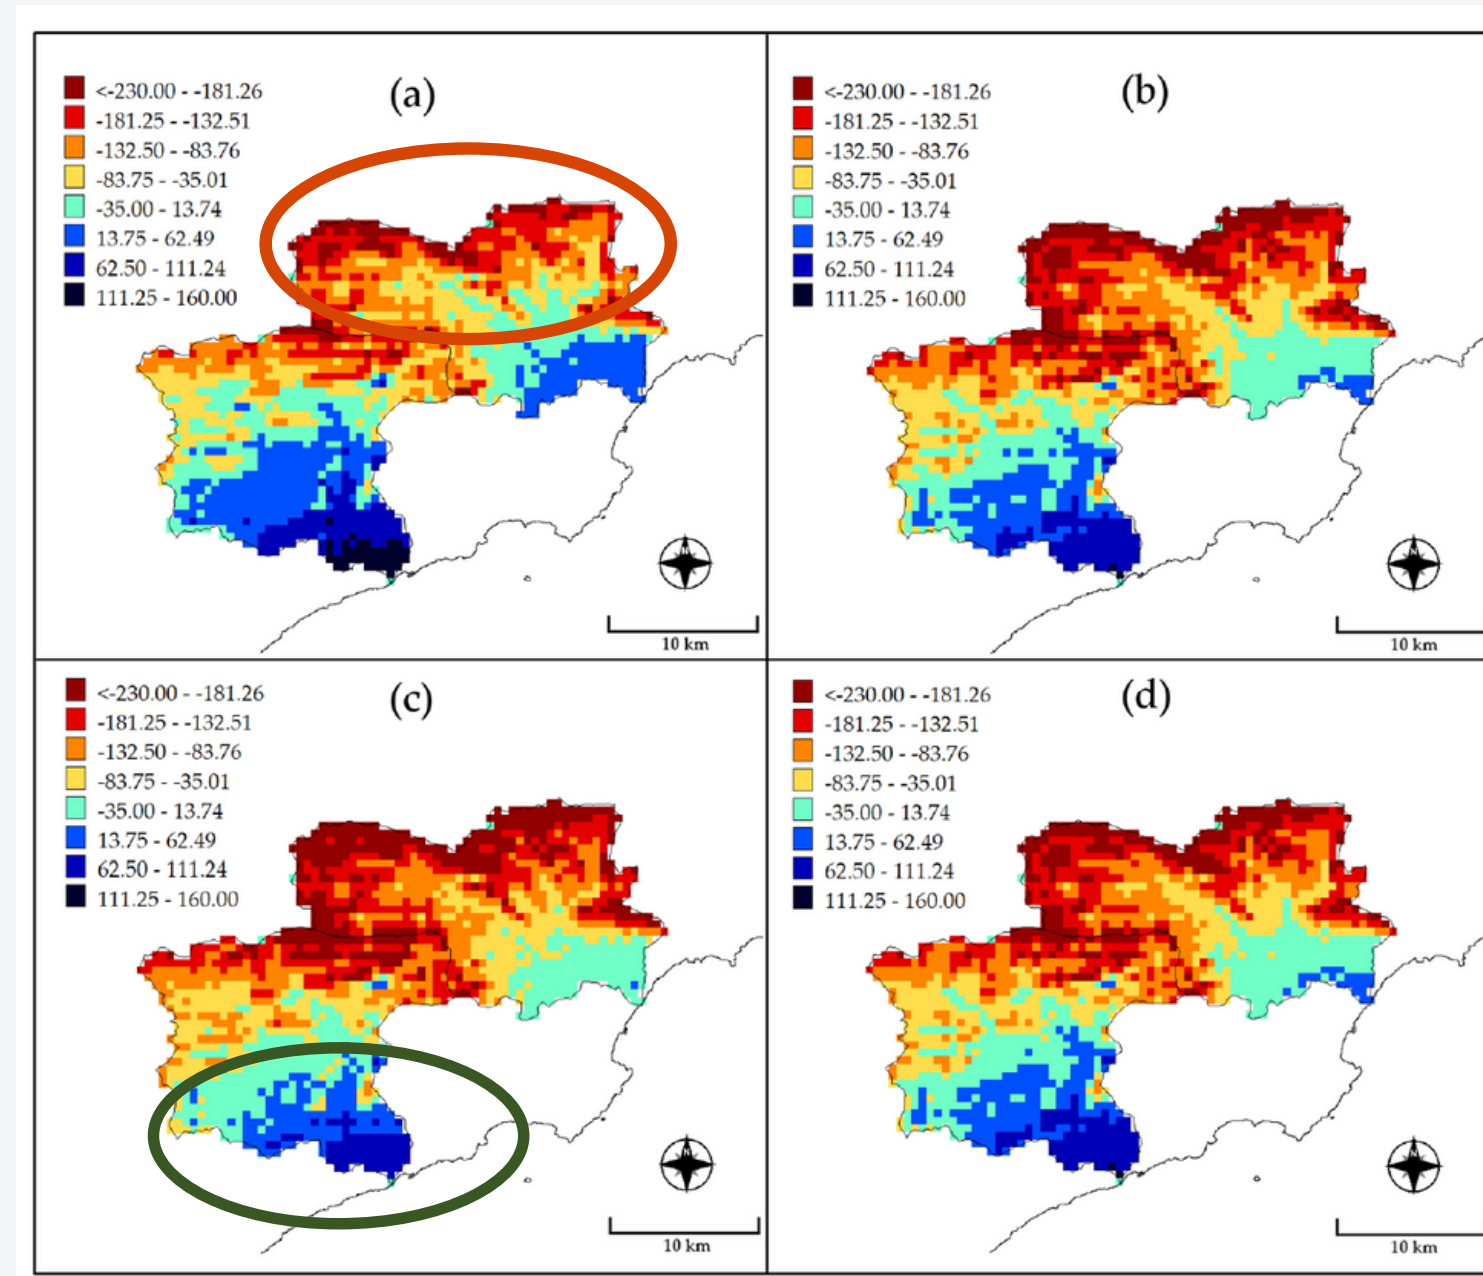 (a)
<-230.00 - -181.26
-181.25 - -132.51
-132.50 - -83.76
-83.75 - -35.01
-35.00 - 13.74
13.75 - 62.49
62.50 - 111.24
111.25 - 160.00
10 km
(b)
<-230.00 - -181.26
-181.25 - -132.51
-132.50 - -83.76
-83.75 - -35.01
-35.00 - 13.74
13.75 - 62.49
62.50 - 111.24
111.25 - 160.00
10 km
(c)
<-230.00 - -181.26
-181.25 - -132.51
-132.50 - -83.76
-83.75 - -35.01
-35.00 - 13.74
13.75 - 62.49
62.50 - 111.24
111.25 - 160.00
10 km
(d)
<-230.00 - -181.26
-181.25 - -132.51
-132.50 - -83.76
-83.75 - -35.01
-35.00 - 13.74
13.75 - 62.49
62.50 - 111.24
111.25 - 160.00
10 km